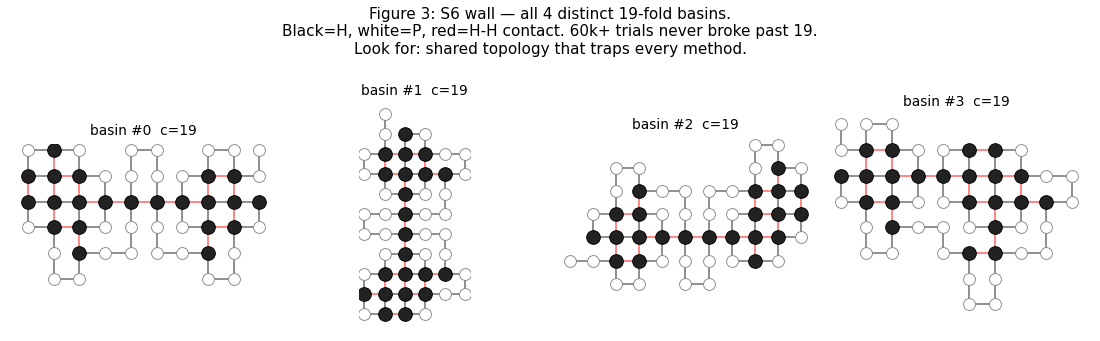 Figure 3: S6 wall — all 4 distinct 19-fold basins.
Black=H, white=P, red=H-H contact. 60k+ trials never broke past 19.
Look for: shared topology that traps every method.
basin #0  c=19
basin #1  c=19
basin #2  c=19
basin #3  c=19